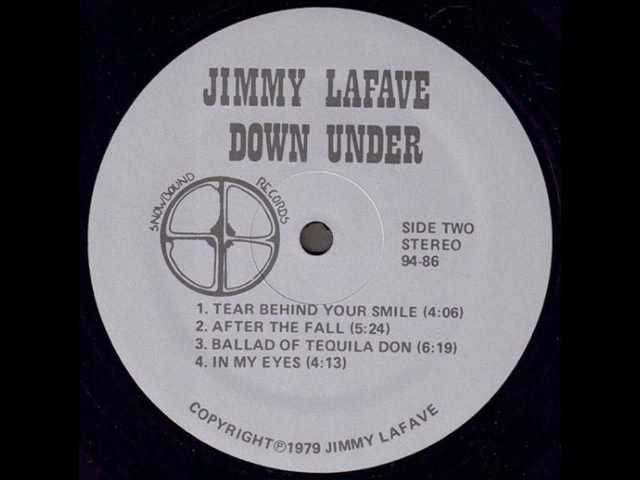 JIMMY LAFAVE
DOWN UNDER
SNOWBOUND RECORDS
SIDE TWO
STEREO
94-86
1. TEAR BEHIND YOUR SMILE (4:06)
2. AFTER THE FALL (5:24)
3. BALLAD OF TEQUILA DON (6:19)
4. IN MY EYES (4:13)
COPYRIGHT℗1979 JIMMY LAFAVE